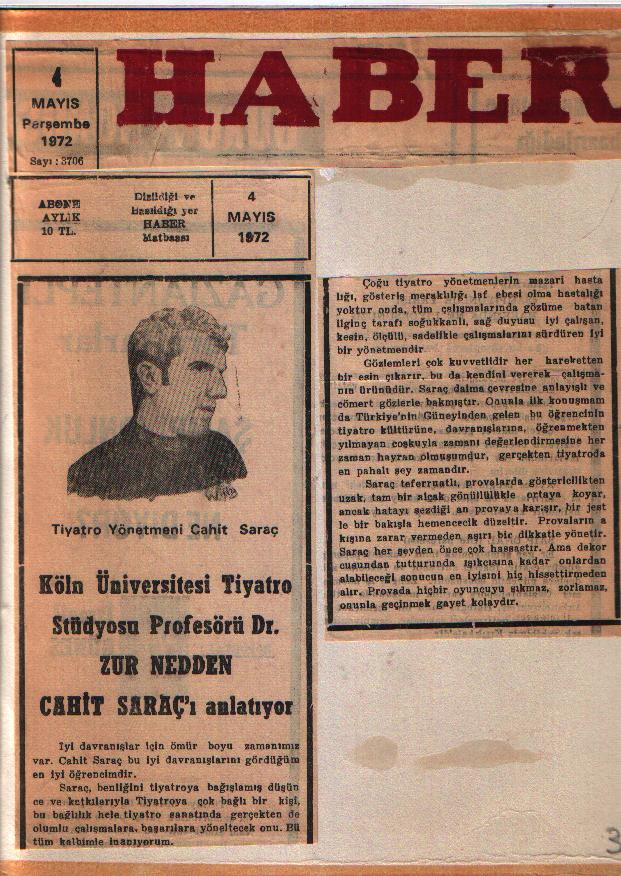 4
MAYIS
Perşembe
1972
Sayı : 3706
HABER
ABONE
AYLIK
10 TL.
Dizildiği ve
Basıldığı yer
HABER
Matbaası
4
MAYIS
1972
Tiyatro Yönetmeni Cahit Saraç
Köln Üniversitesi Tiyatro
Stüdyosu Profesörü Dr.
ZUR NEDDEN
CAHİT SARAÇ'ı anlatıyor
Iyi davranışlar için ömür boyu zamanımız
var. Cahit Saraç bu iyi davranışlarını gördüğüm
en iyi öğrencimdir.
Saraç, benliğini tiyatroya bağışlamış düşün
ce ve katkılarıyla Tiyatroya çok bağlı bir kişi,
bu bağlılık hele tiyatro sanatında gerçekten de
olumlu çalışmalara, başarılara yöneltecek onu. Bü
tüm kalbimle inanıyorum.
Çoğu tiyatro yönetmenlerin mazari hasta
lığı, gösteriş meraklılığı laf ebesi olma hastalığı
yoktur onda, tüm çalışmalarında gözüme batan
ilginç tarafı soğukkanlı, sağ duyusu iyi çalışan,
kesin, ölçülü, sadelikle çalışmalarını sürdüren iyi
bir yönetmendir
Gözlemleri çok kuvvetlidir her hareketten
bir esin çıkarır, bu da kendini vererek çalışma-
nın ürünüdür. Saraç daima çevresine anlayışlı ve
cömert gözlerle bakmıştır. Onunla ilk konuşmam
da Türkiye'nin Güneyinden gelen bu öğrencinin
tiyatro kültürüne, davranışlarına, öğrenmekten
yılmayan coşkuyla zamanı değerlendirmesine her
zaman hayran olmuşumdur, gerçekten tiyatroda
en pahalt şey zamandır.
Saraç teferruatlı, provalarda göstericilikten
uzak, tam bir alçak gönüllülükle ortaya koyar,
ancak hatayı sezdiği an provaya karışır, bir jest
le bir bakışla hemencecik düzeltir. Provaların a
kışına zarar vermeden aşırı bir dikkatle yönetir.
Saraç her şeyden önce çok hassastır. Ama dekor
cusundan tutturunda ışıkcısına kadar onlardan
alabileceği sonucun en iyisini hiç hissettirmeden
alır. Provada hiçbir oyuncuyu sıkmaz, zorlamaz,
onunla geçinmek gayet kolaydır.
3